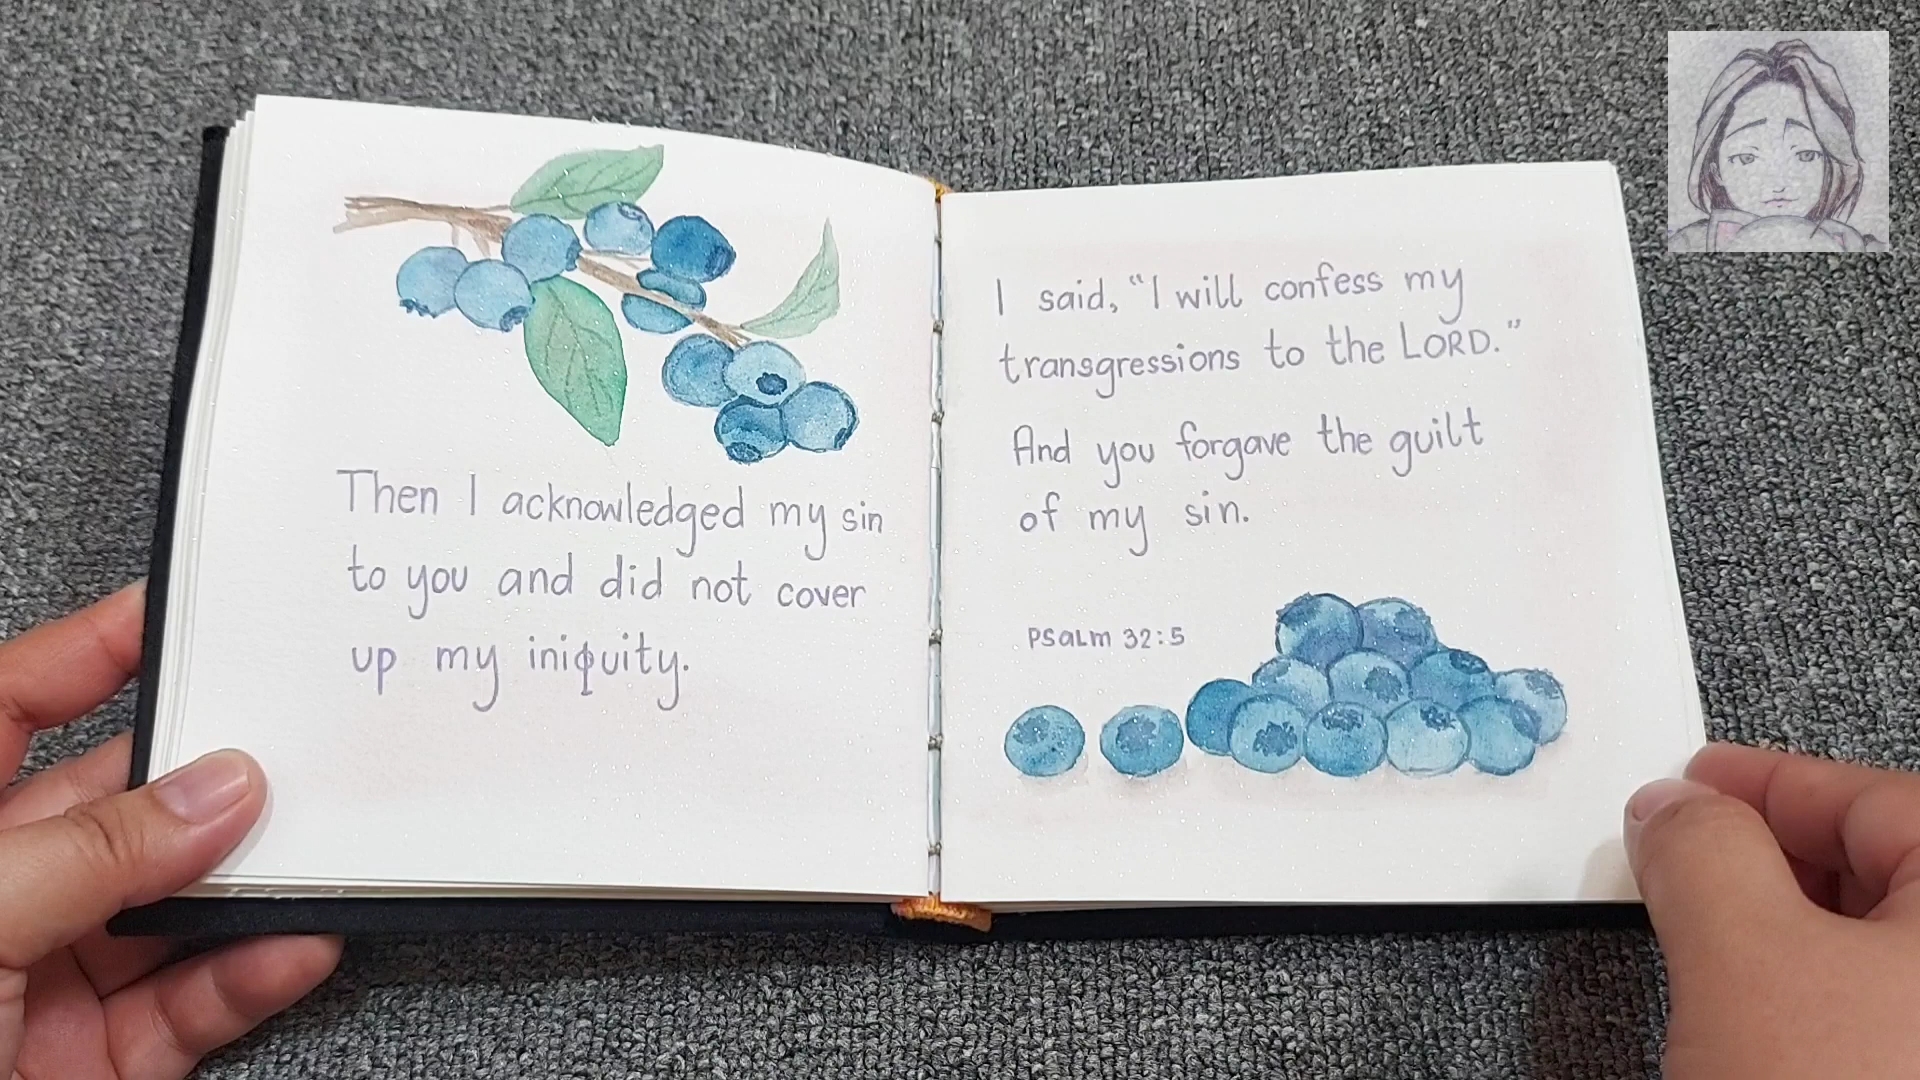 Then I acknowledged my sin
to you and did not cover
up my iniquity.
I said, "I will confess my
transgressions to the LORD."
And you forgave the guilt
of my sin.
PSaLm 32:5